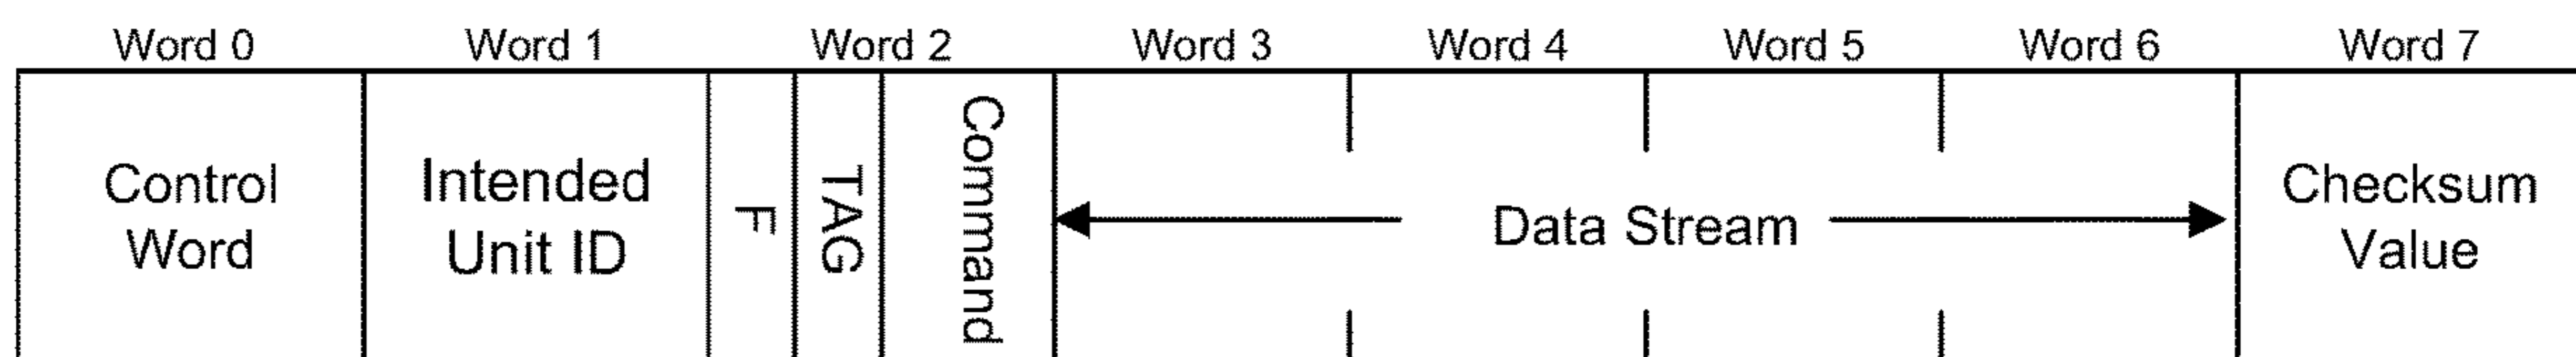 Word 0 Word 1 Word 2 Word 3 Word 4 Word 5 Word 6 Word 7
Control
Word
Intended
Unit ID
F
TAG
Command
Data Stream
Checksum
Value